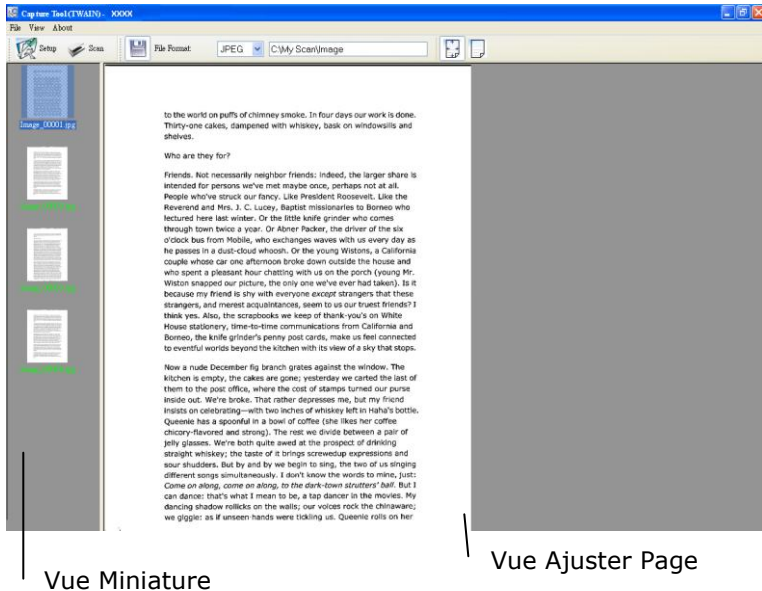 Capture Tool(TWAIN) - XXXX
File View About
Setup Scan File Format: JPEG C:\My Scan\Image
Image_00001.jpg
to the world on puffs of chimney smoke. In four days our work is done.
Thirty-one cakes, dampened with whiskey, bask on windowsills and
shelves.
Who are they for?
Friends. Not necessarily neighbor friends: indeed, the larger share is
intended for persons we've met maybe once, perhaps not at all.
People who've struck our fancy. Like President Roosevelt. Like the
Reverend and Mrs. J. C. Lucey, Baptist missionaries to Borneo who
lectured here last winter. Or the little knife grinder who comes
through town twice a year. Or Abner Packer, the driver of the six
o'clock bus from Mobile, who exchanges waves with us every day as
he passes in a dust-cloud whoosh. Or the young Wistons, a California
couple whose car one afternoon broke down outside the house and
who spent a pleasant hour chatting with us on the porch (young Mr.
Wiston snapped our picture, the only one we've ever had taken). Is it
because my friend is shy with everyone except strangers that these
strangers, and merest acquaintances, seem to us our truest friends? I
think yes. Also, the scrapbooks we keep of thank-you's on White
House stationery, time-to-time communications from California and
Borneo, the knife grinder's penny post cards, make us feel connected
to eventful worlds beyond the kitchen with its view of a sky that stops.
Now a nude December fig branch grates against the window. The
kitchen is empty, the cakes are gone; yesterday we carted the last of
them to the post office, where the cost of stamps turned our purse
inside out. We're broke. That rather depresses me, but my friend
insists on celebrating—with two inches of whiskey left in Haha's bottle.
Queenie has a spoonful in a bowl of coffee (she likes her coffee
chicory-flavored and strong). The rest we divide between a pair of
jelly glasses. We're both quite awed at the prospect of drinking
straight whiskey; the taste of it brings screwedup expressions and
sour shudders. But by and by we begin to sing, the two of us singing
different songs simultaneously. I don't know the words to mine, just:
Come on along, come on along, to the dark-town strutters' ball. But I
can dance: that's what I mean to be, a tap dancer in the movies. My
dancing shadow rollicks on the walls; our voices rock the chinaware;
we giggle: as if unseen hands were tickling us. Queenie rolls on her
Vue Ajuster Page
Vue Miniature